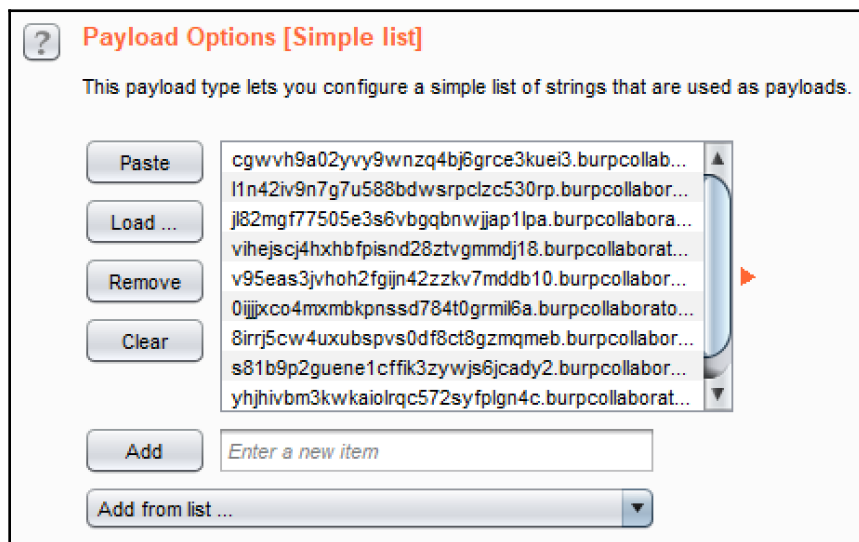 ?
Payload Options [Simple list]
This payload type lets you configure a simple list of strings that are used as payloads.
Paste
cgwvh9a02yvy9wnzq4bj6grce3kuei3.burpcollab...
l1n42iv9n7g7u588bdwsrpclzc530rp.burpcollabor...
Load ...
jl82mgf77505e3s6vbgqbnwjjap1lpa.burpcollabora...
vihejscj4hxhbfpisnd28ztvgmmdj18.burpcollaborat...
Remove
v95eas3jvhoh2fgijn42zzkv7mddb10.burpcollabor...
0ijjjxco4mxmbkpnssd784t0grmil6a.burpcollaborato...
Clear
8irrj5cw4uxubspvs0df8ct8gzmqmeb.burpcollabor...
s81b9p2guene1cffik3zywjs6jcady2.burpcollabor...
yhjhivbm3kwkaiolrqc572syfplgn4c.burpcollaborat...
Add
Enter a new item
Add from list ...